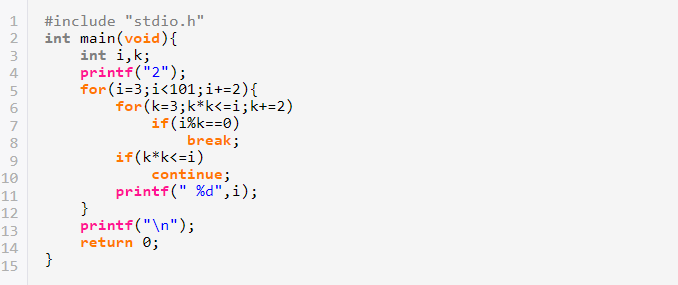 1 #include "stdio.h"
2 int main(void){
3     int i,k;
4     printf("2");
5     for(i=3;i<101;i+=2){
6         for(k=3;k*k<=i;k+=2)
7             if(i%k==0)
8                 break;
9         if(k*k<=i)
10             continue;
11         printf(" %d",i);
12     }
13     printf("\n");
14     return 0;
15 }